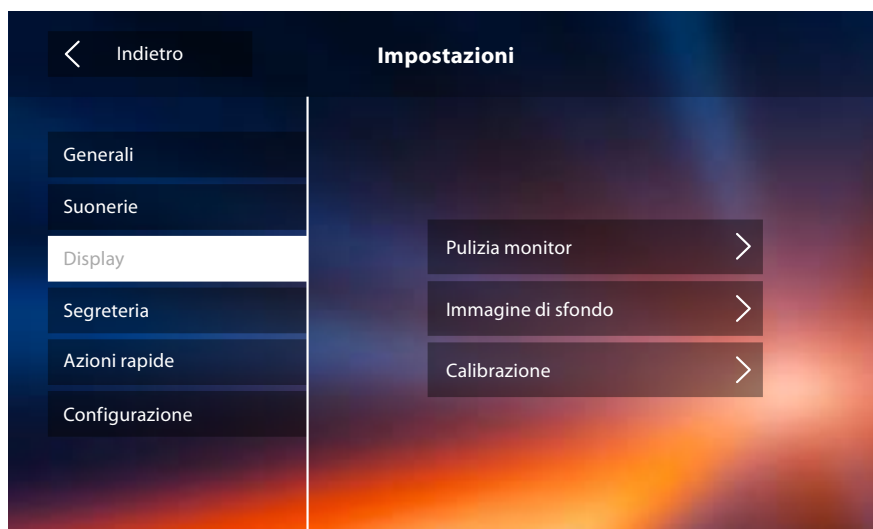 Indietro
Impostazioni
Generali
Suonerie
Display
Segreteria
Azioni rapide
Configurazione
Pulizia monitor
Immagine di sfondo
Calibrazione